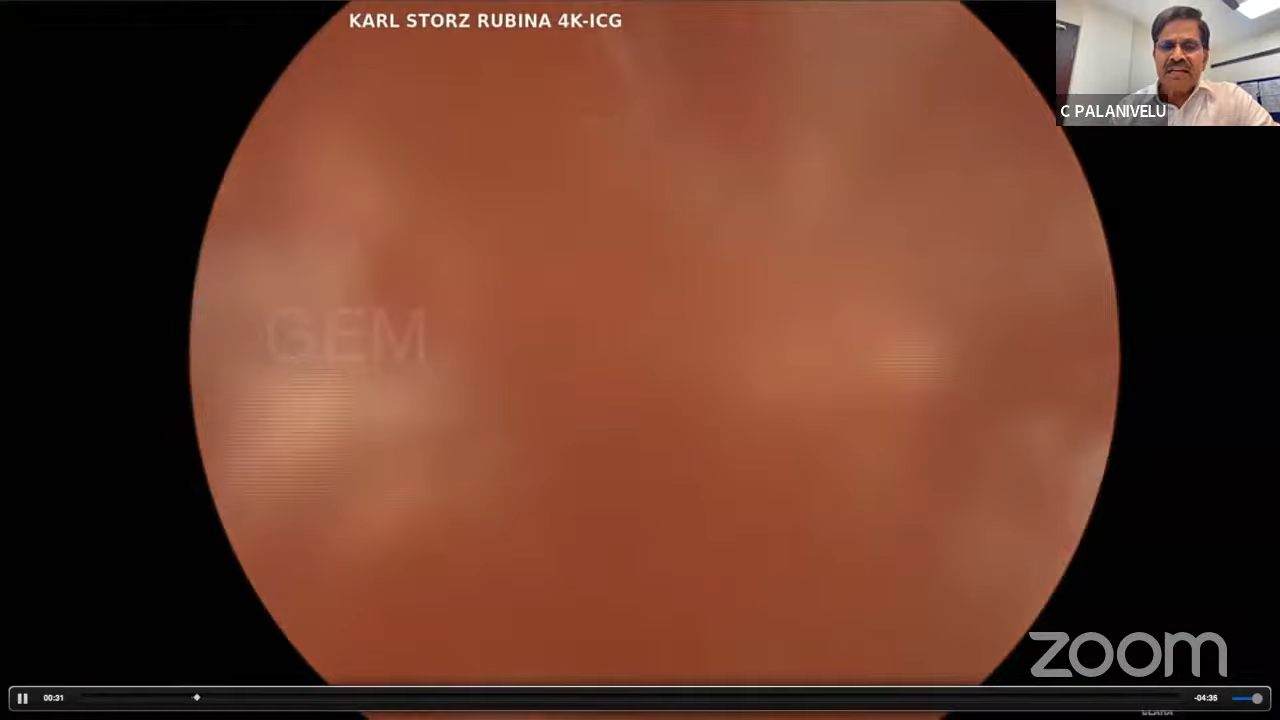 KARL STORZ RUBINA 4K-ICG
C PALANIVELU
GEM
zoom
00:31
-04:35